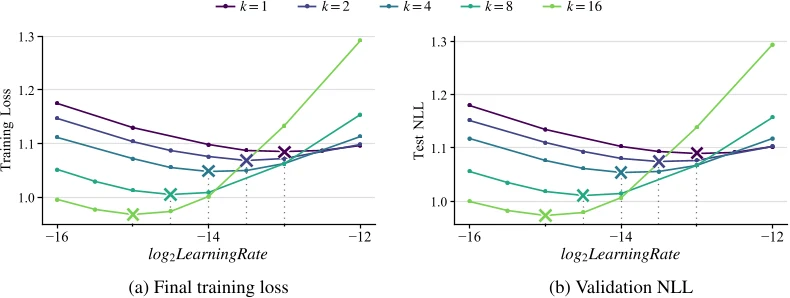 k = 1 k = 2 k = 4 k = 8 k = 16
Training Loss
1.3
1.2
1.1
1.0
−16 −14 −12
log2LearningRate
(a) Final training loss
Test NLL
1.3
1.2
1.1
1.0
−16 −14 −12
log2LearningRate
(b) Validation NLL